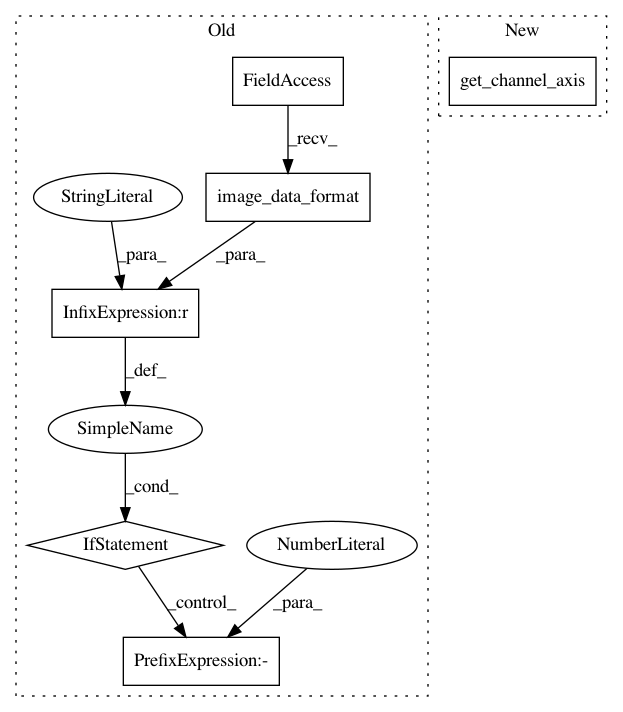 Old
New
FieldAccess
get_channel_axis
_recv_
StringLiteral
image_data_format
_para_
_para_
InfixExpression:r
_def_
SimpleName
_cond_
IfStatement
NumberLiteral
_control_
_para_
PrefixExpression:-